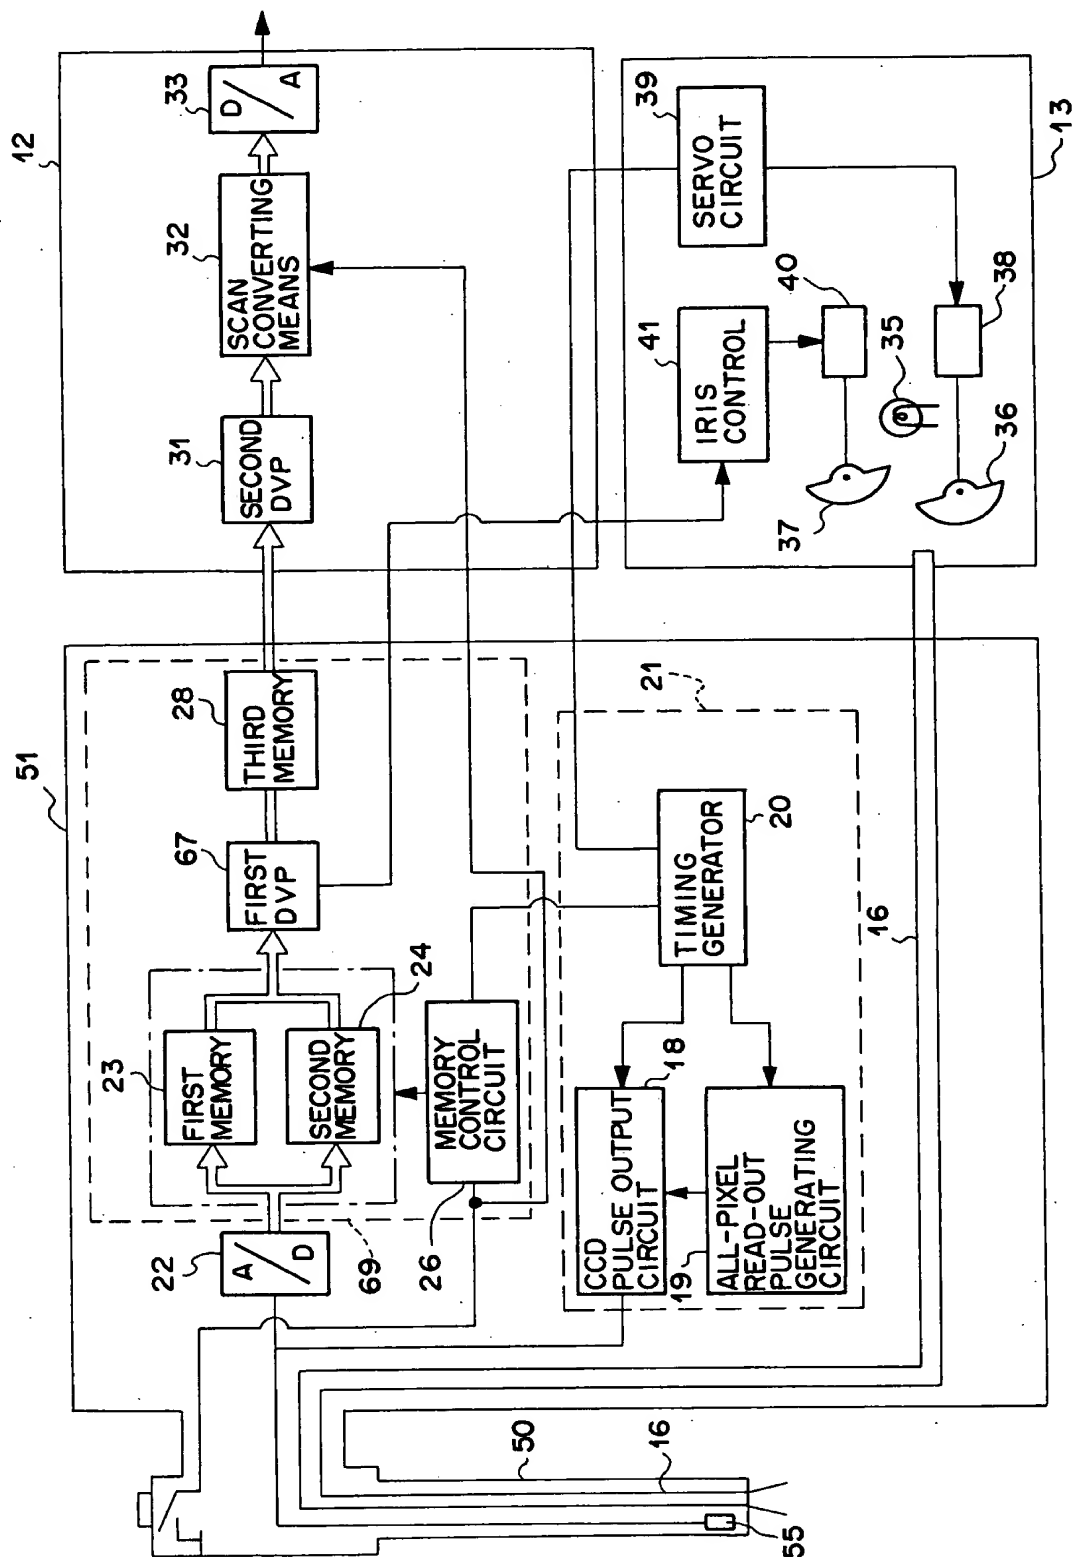 12
33
D/A
32
SCAN
CONVERTING
MEANS
31
SECOND
DVP
39
SERVO
CIRCUIT
13
41
IRIS
CONTROL
40
35
38
37
36
51
28
THIRD
MEMORY
67
FIRST
DVP
24
23
FIRST
MEMORY
SECOND
MEMORY
MEMORY
CONTROL
CIRCUIT
26
69
22
A/D
21
20
TIMING
GENERATOR
18
CCD
PULSE OUTPUT
CIRCUIT
19
ALL-PIXEL
READ-OUT
PULSE
GENERATING
CIRCUIT
16
50
16
55